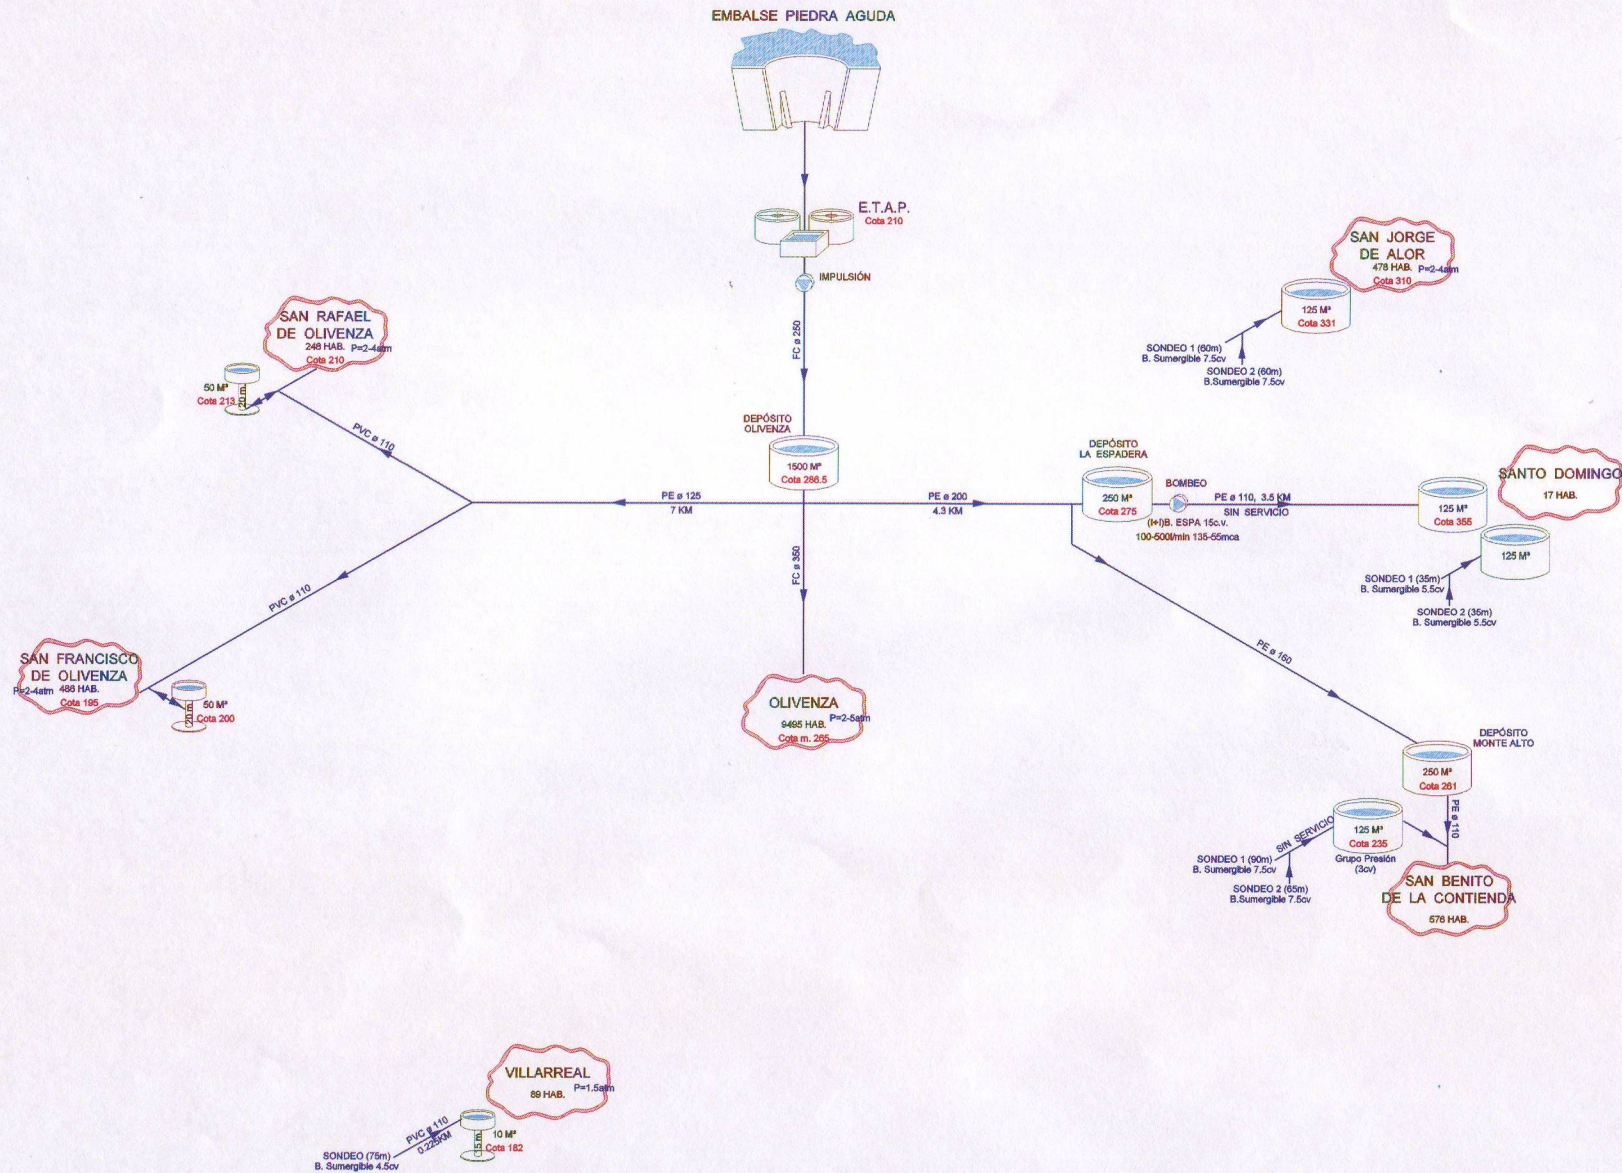 EMBALSE PIEDRA AGUDA
E.T.A.P.
Cota 210
IMPULSIÓN
FC ø 250
SAN JORGE
DE ALOR
478 HAB. P=2-4atm
Cota 310
125 M³
Cota 331
SONDEO 1 (60m)
B. Sumergible 7.5cv
SONDEO 2 (60m)
B.Sumergible 7.5cv
SAN RAFAEL
DE OLIVENZA
248 HAB. P=2-4atm
Cota 210
50 M³
Cota 213
20 m.
PVC ø 110
DEPÓSITO
OLIVENZA
1500 M³
Cota 286.5
PE ø 125
7 KM
PE ø 200
4.3 KM
DEPÓSITO
LA ESPADERA
250 M³
Cota 275
BOMBEO
PE ø 110, 3.5 KM
SIN SERVICIO
(I+I)B. ESPA 15c.v.
100-500l/min 135-55mca
SANTO DOMINGO
17 HAB.
125 M³
Cota 355
125 M³
SONDEO 1 (35m)
B. Sumergible 5.5cv
SONDEO 2 (35m)
B. Sumergible 5.5cv
FC ø 350
PVC ø 110
SAN FRANCISCO
DE OLIVENZA
P=2-4atm 486 HAB.
Cota 195
50 M³
Cota 200
20 m.
OLIVENZA
9495 HAB. P=2-5atm
Cota m. 265
PE ø 160
DEPÓSITO
MONTE ALTO
250 M³
Cota 261
PE ø 110
125 M³
Cota 235
Grupo Presión
(3cv)
SIN SERVICIO
SONDEO 1 (90m)
B. Sumergible 7.5cv
SONDEO 2 (65m)
B.Sumergible 7.5cv
SAN BENITO
DE LA CONTIENDA
576 HAB.
VILLARREAL
89 HAB. P=1.5atm
10 M³
Cota 182
15 m.
PVC ø 110
0.225KM
SONDEO (75m)
B. Sumergible 4.5cv